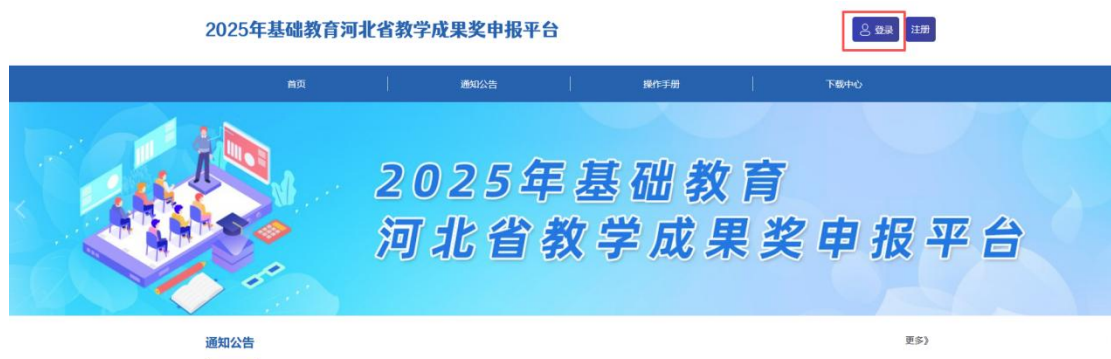 2025年基础教育河北省教学成果奖申报平台
登录 注册
首页 通知公告 操作手册 下载中心
2025年基础教育
河北省教学成果奖申报平台
通知公告 更多》